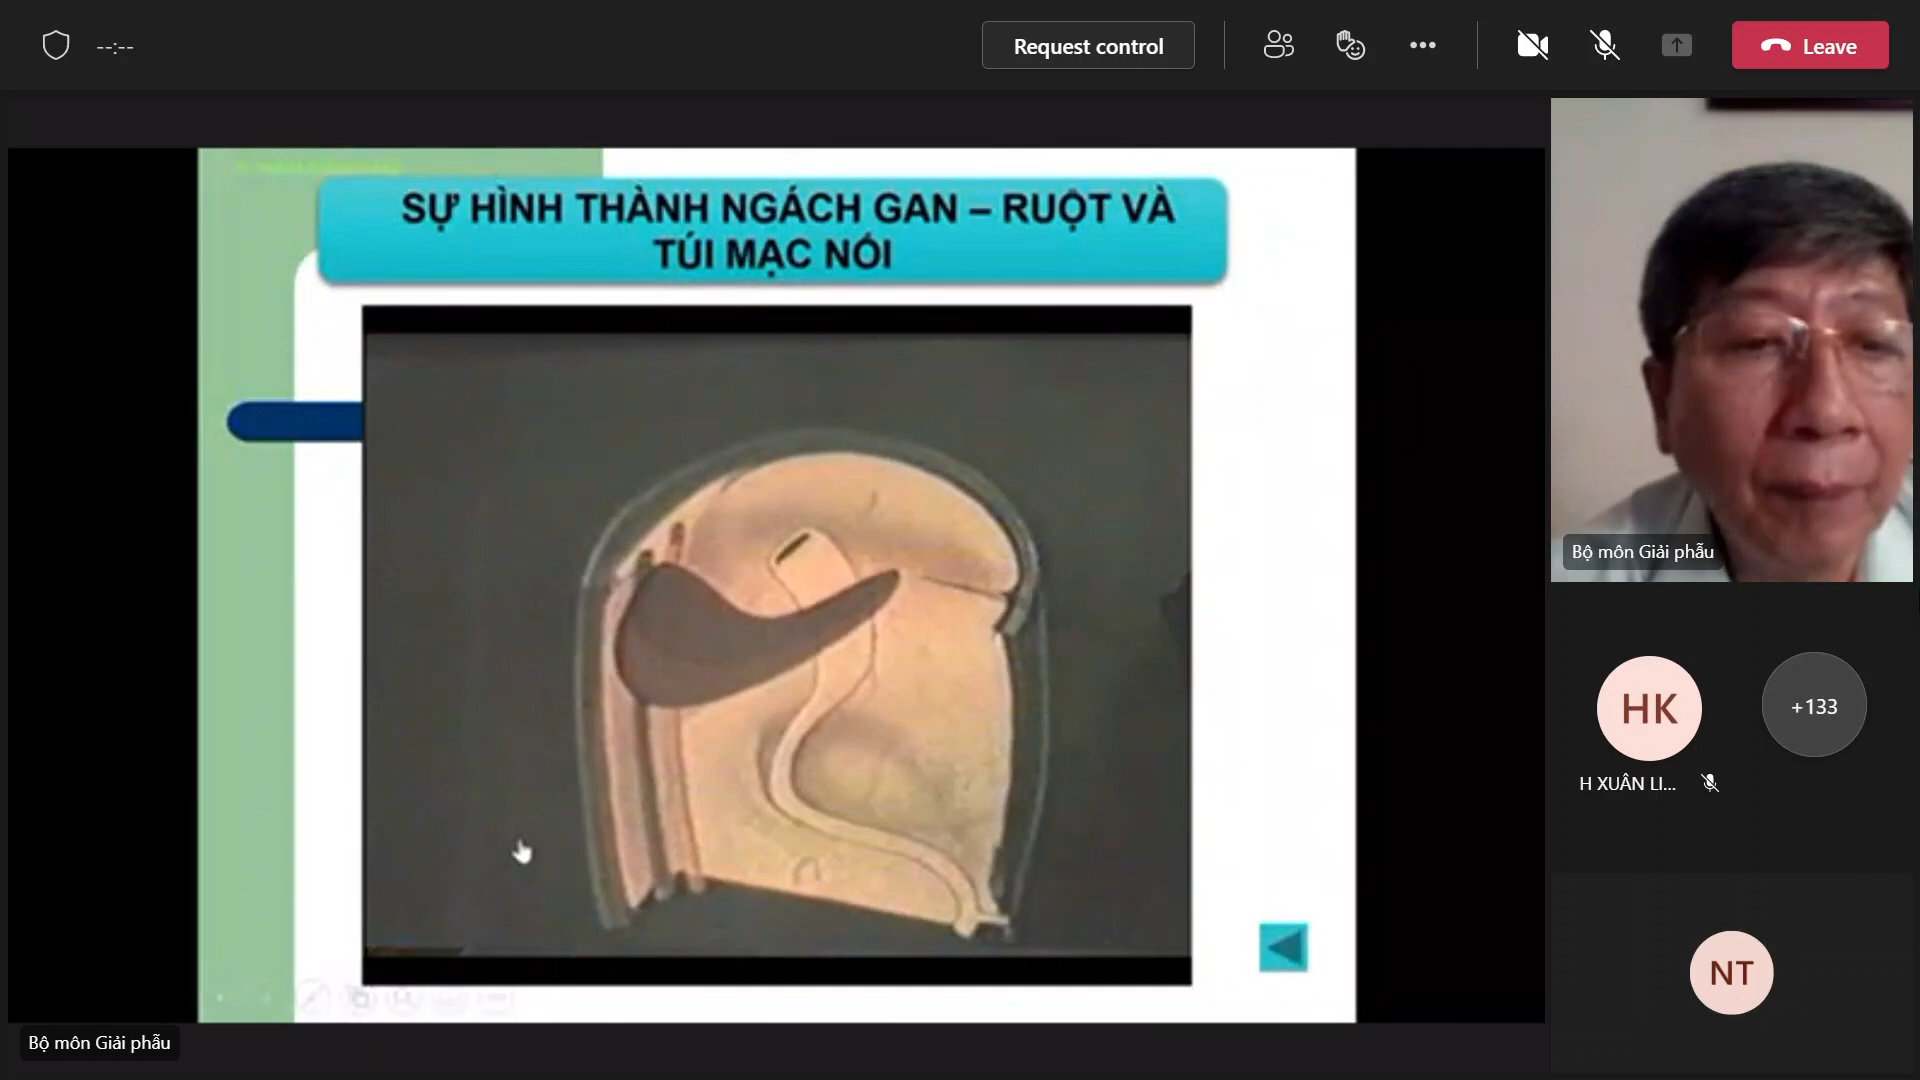 --:--
Request control
Leave
SỰ HÌNH THÀNH NGÁCH GAN – RUỘT VÀ
TÚI MẠC NỐI
Bộ môn Giải phẫu
HK
+133
H XUÂN LI...
NT
Bộ môn Giải phẫu